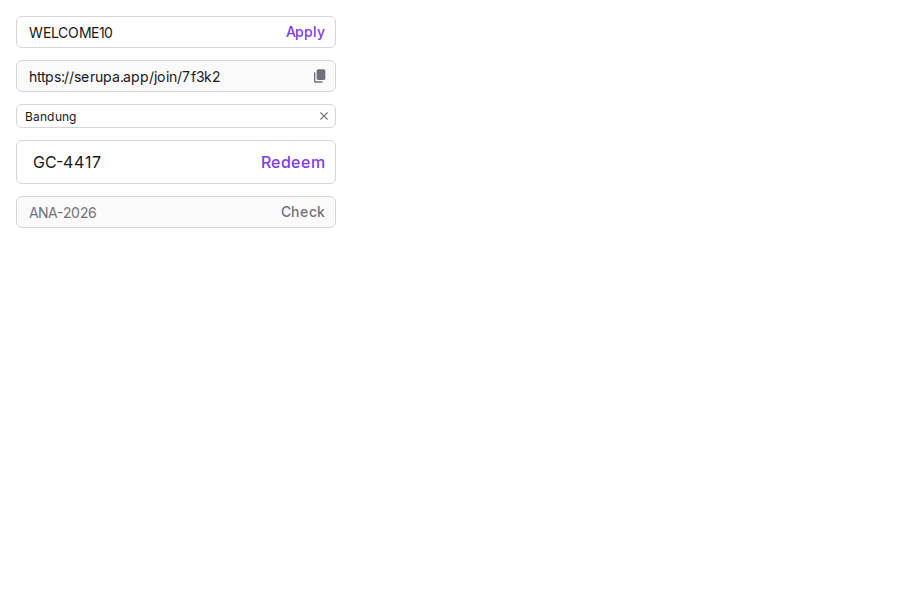 WELCOME10 Apply
https://serupa.app/join/7f3k2
Bandung
GC-4417 Redeem
ANA-2026 Check